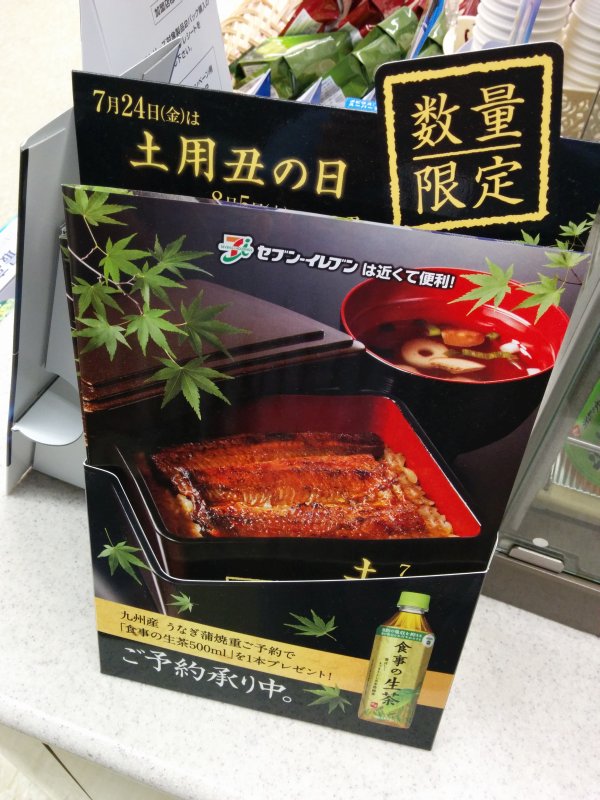 7月24日(金)は
土用丑の日
数量
限定
セブン-イレブンは近くて便利!
九州産 うなぎ蒲焼重ご予約で
「食事の生茶500ml」を1本プレゼント!
ご予約承り中。
食事の生茶